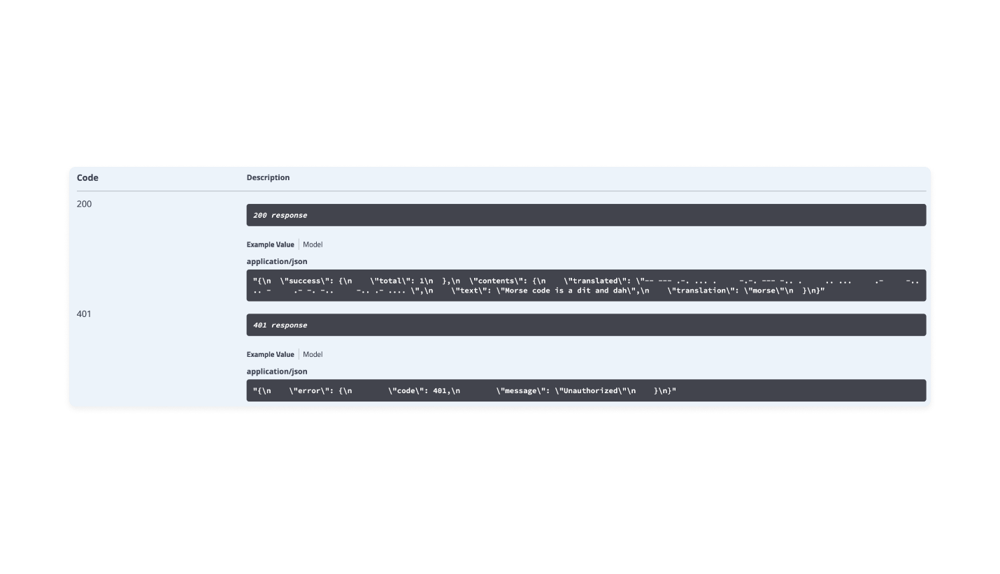 Code Description
200
200 response
Example Value Model
application/json
"{\n  \"success\": {\n    \"total\": 1\n  },\n  \"contents\": {\n    \"translated\": \"-- --- .-. ... .     -.-. --- -.. .     .. ...     .-     -..
.. -     .- -. -..     -.. .- .... \",\n    \"text\": \"Morse code is a dit and dah\",\n    \"translation\": \"morse\"\n  }\n}"
401
401 response
Example Value Model
application/json
"{\n    \"error\": {\n        \"code\": 401,\n        \"message\": \"Unauthorized\"\n    }\n}"